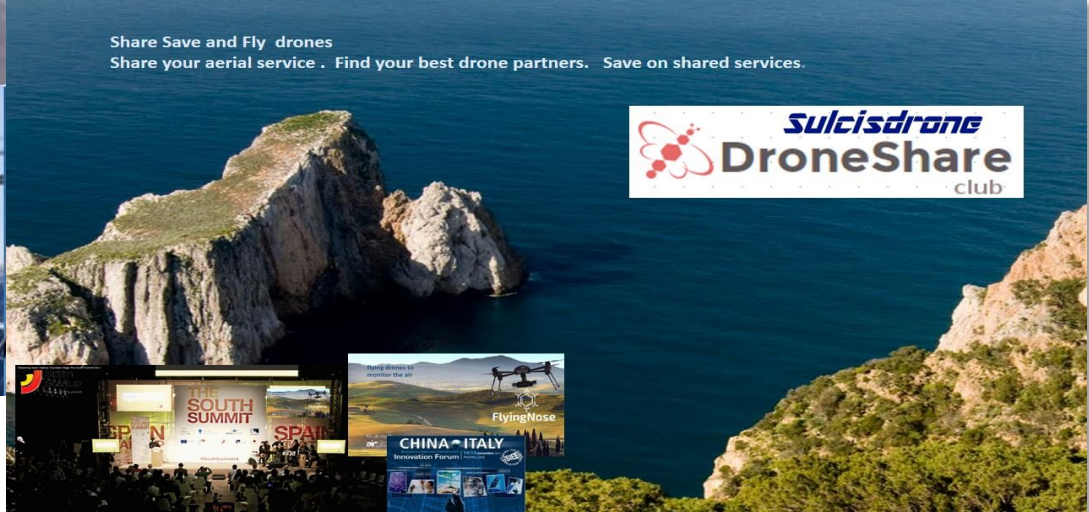 Share Save and Fly  drones
Share your aerial service .  Find your best drone partners.   Save on shared services.
Sulcisdrone
DroneShare
club
flying drones to
monitor the air
FlyingNose
air
THE
SOUTH
SUMMIT
SPAIN
SPAIN
CHINA ITALY
Innovation Forum